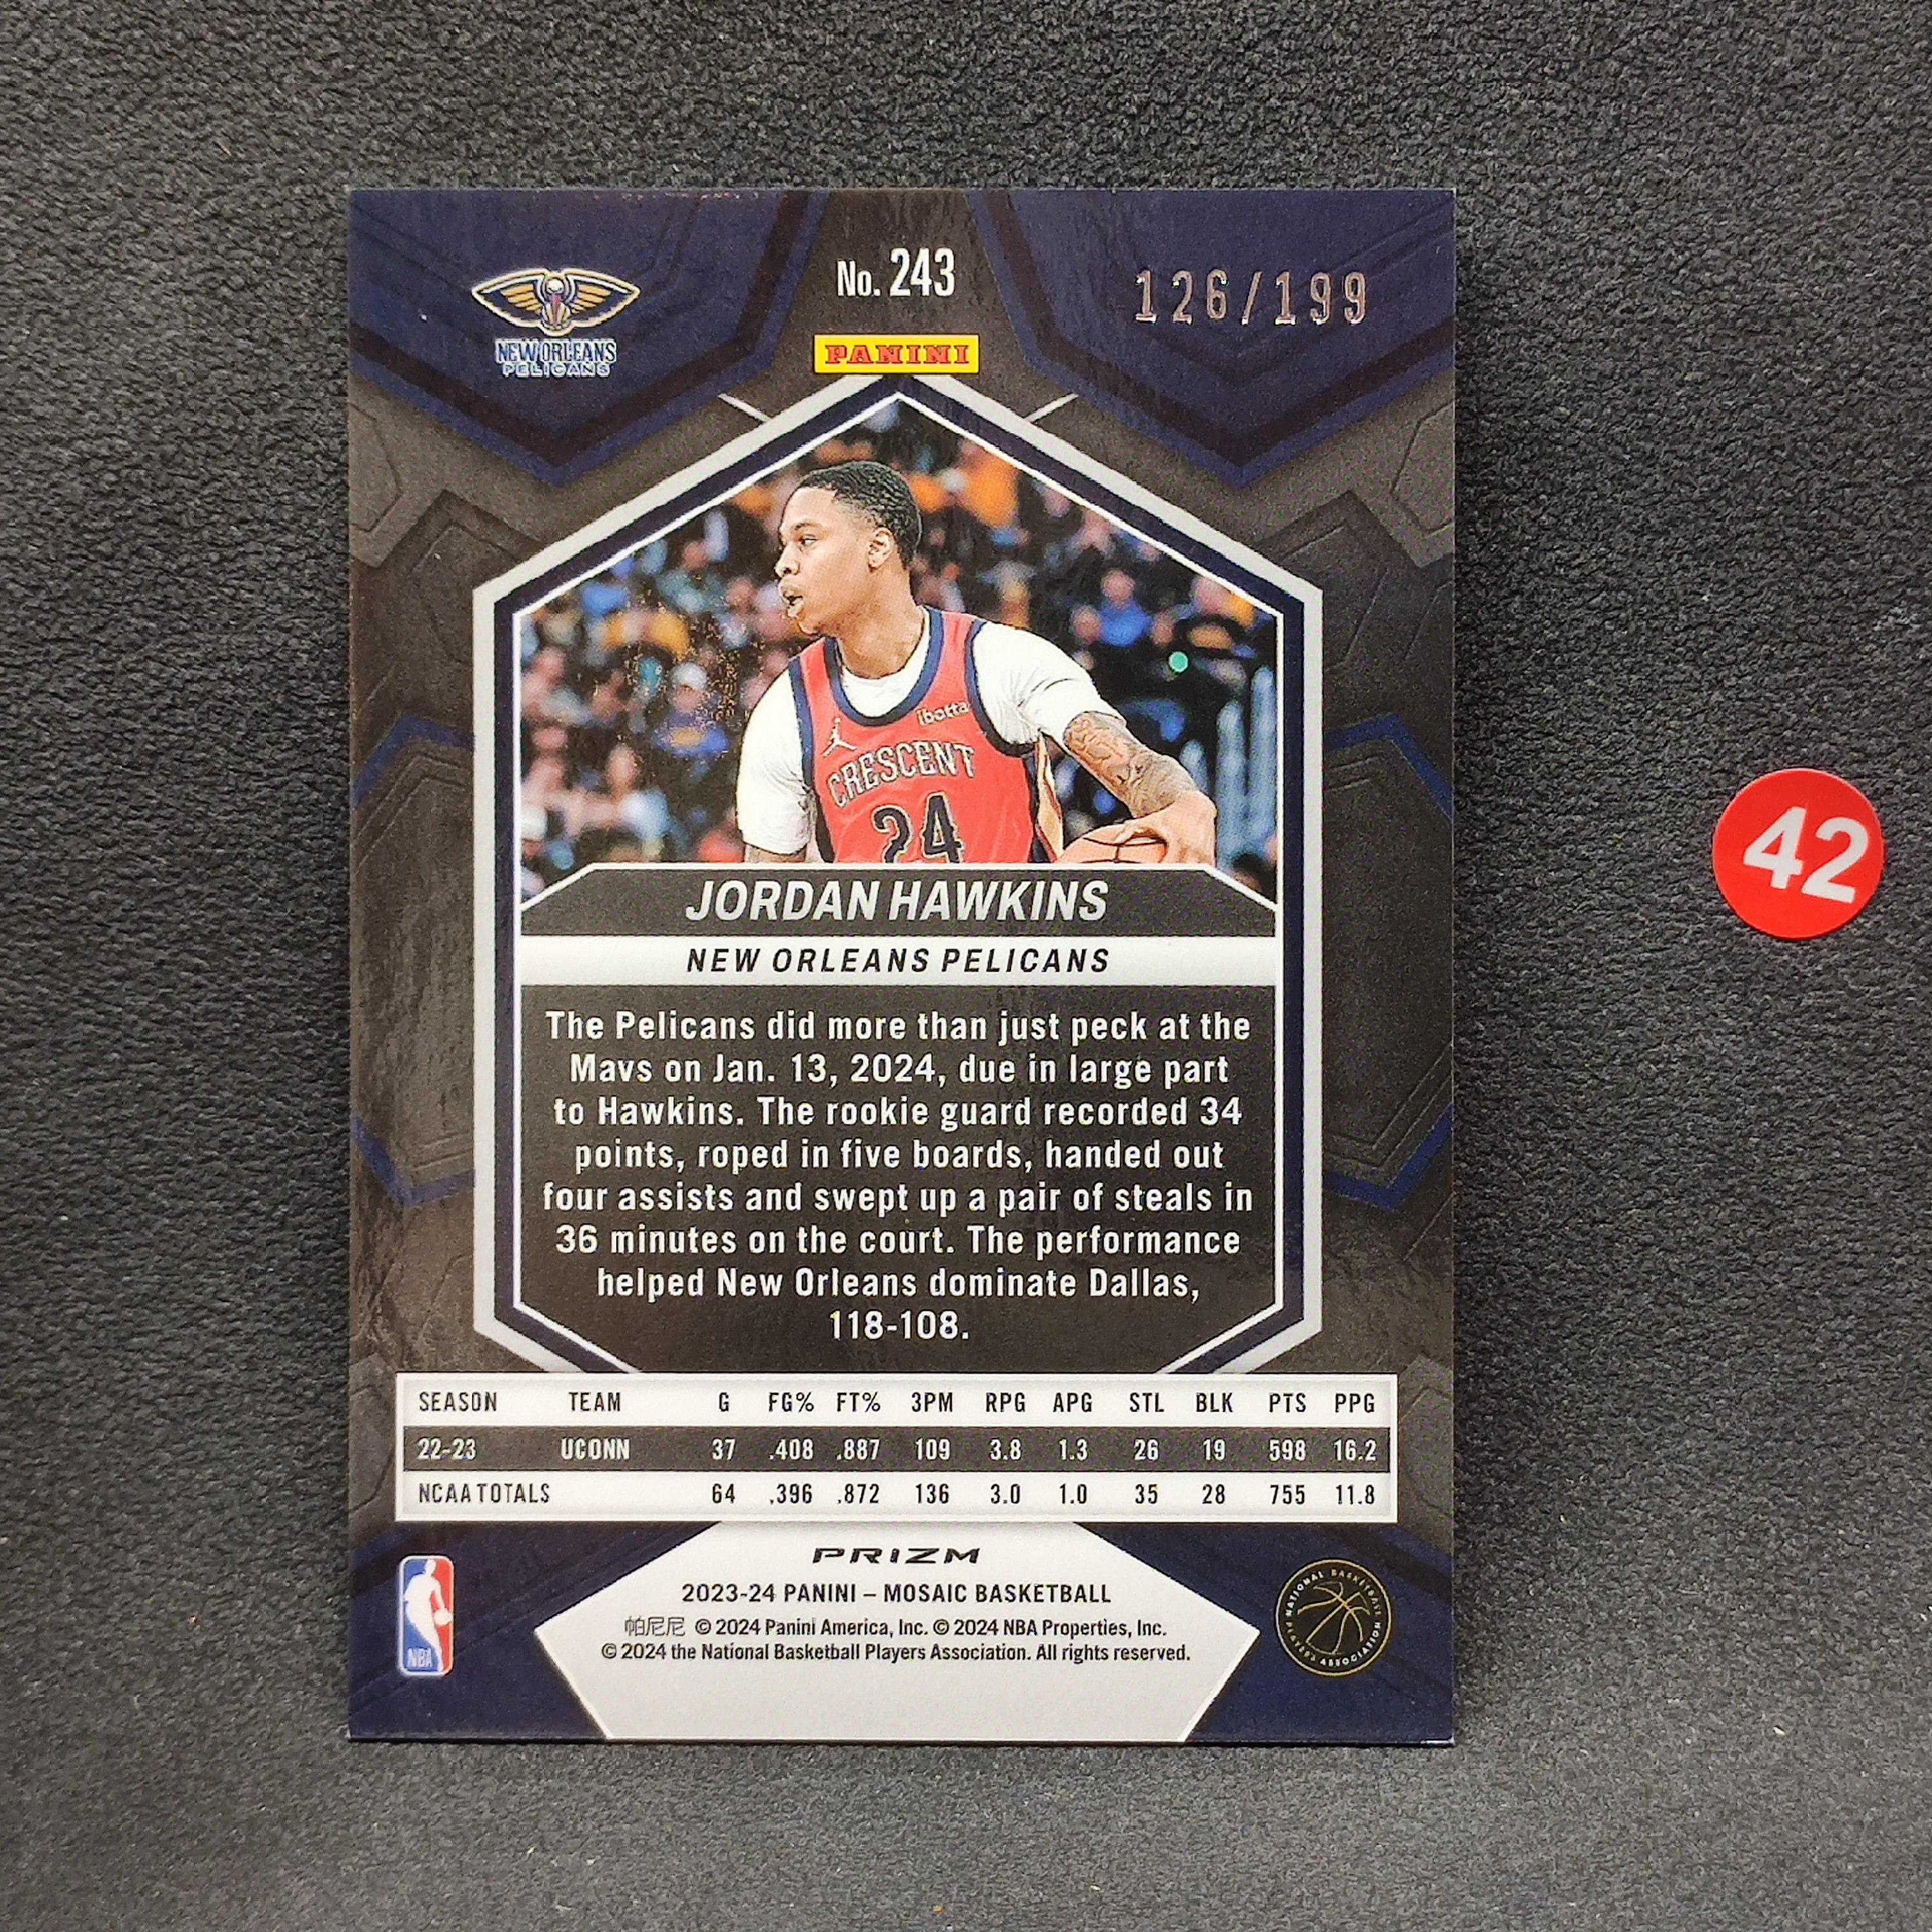 No. 243
126/199
NEW ORLEANS
PELICANS
PANINI
ibotta
CRESCENT
24
42
JORDAN HAWKINS
NEW ORLEANS PELICANS
The Pelicans did more than just peck at the
Mavs on Jan. 13, 2024, due in large part
to Hawkins. The rookie guard recorded 34
points, roped in five boards, handed out
four assists and swept up a pair of steals in
36 minutes on the court. The performance
helped New Orleans dominate Dallas,
118-108.
SEASON TEAM G FG% FT% 3PM RPG APG STL BLK PTS PPG
22-23 UCONN 37 .408 .887 109 3.8 1.3 26 19 598 16.2
NCAA TOTALS 64 .396 .872 136 3.0 1.0 35 28 755 11.8
PRIZM
2023-24 PANINI – MOSAIC BASKETBALL
帕尼尼 © 2024 Panini America, Inc. © 2024 NBA Properties, Inc.
© 2024 the National Basketball Players Association. All rights reserved.
NBA
NATIONAL BASKETBALL
PLAYERS ASSOCIATION